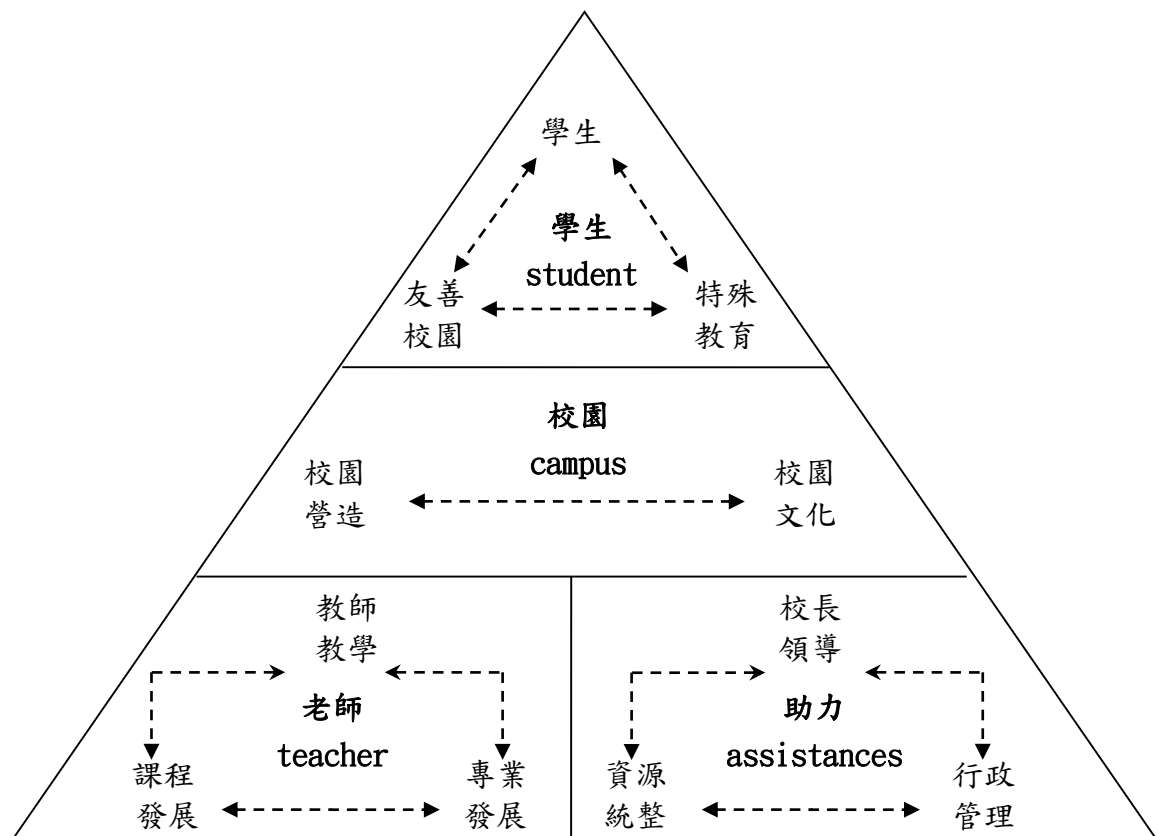 學生
學生
student
友善
校園
特殊
教育
校園
campus
校園
營造
校園
文化
教師
教學
老師
teacher
課程
發展
專業
發展
校長
領導
助力
assistances
資源
統整
行政
管理